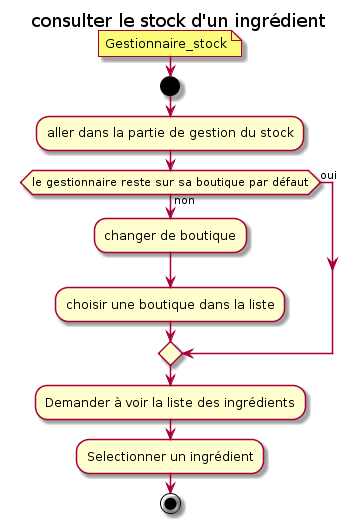 consulter le stock d'un ingrédient
Gestionnaire_stock
aller dans la partie de gestion du stock
le gestionnaire reste sur sa boutique par défaut
oui
non
changer de boutique
choisir une boutique dans la liste
Demander à voir la liste des ingrédients
Selectionner un ingrédient